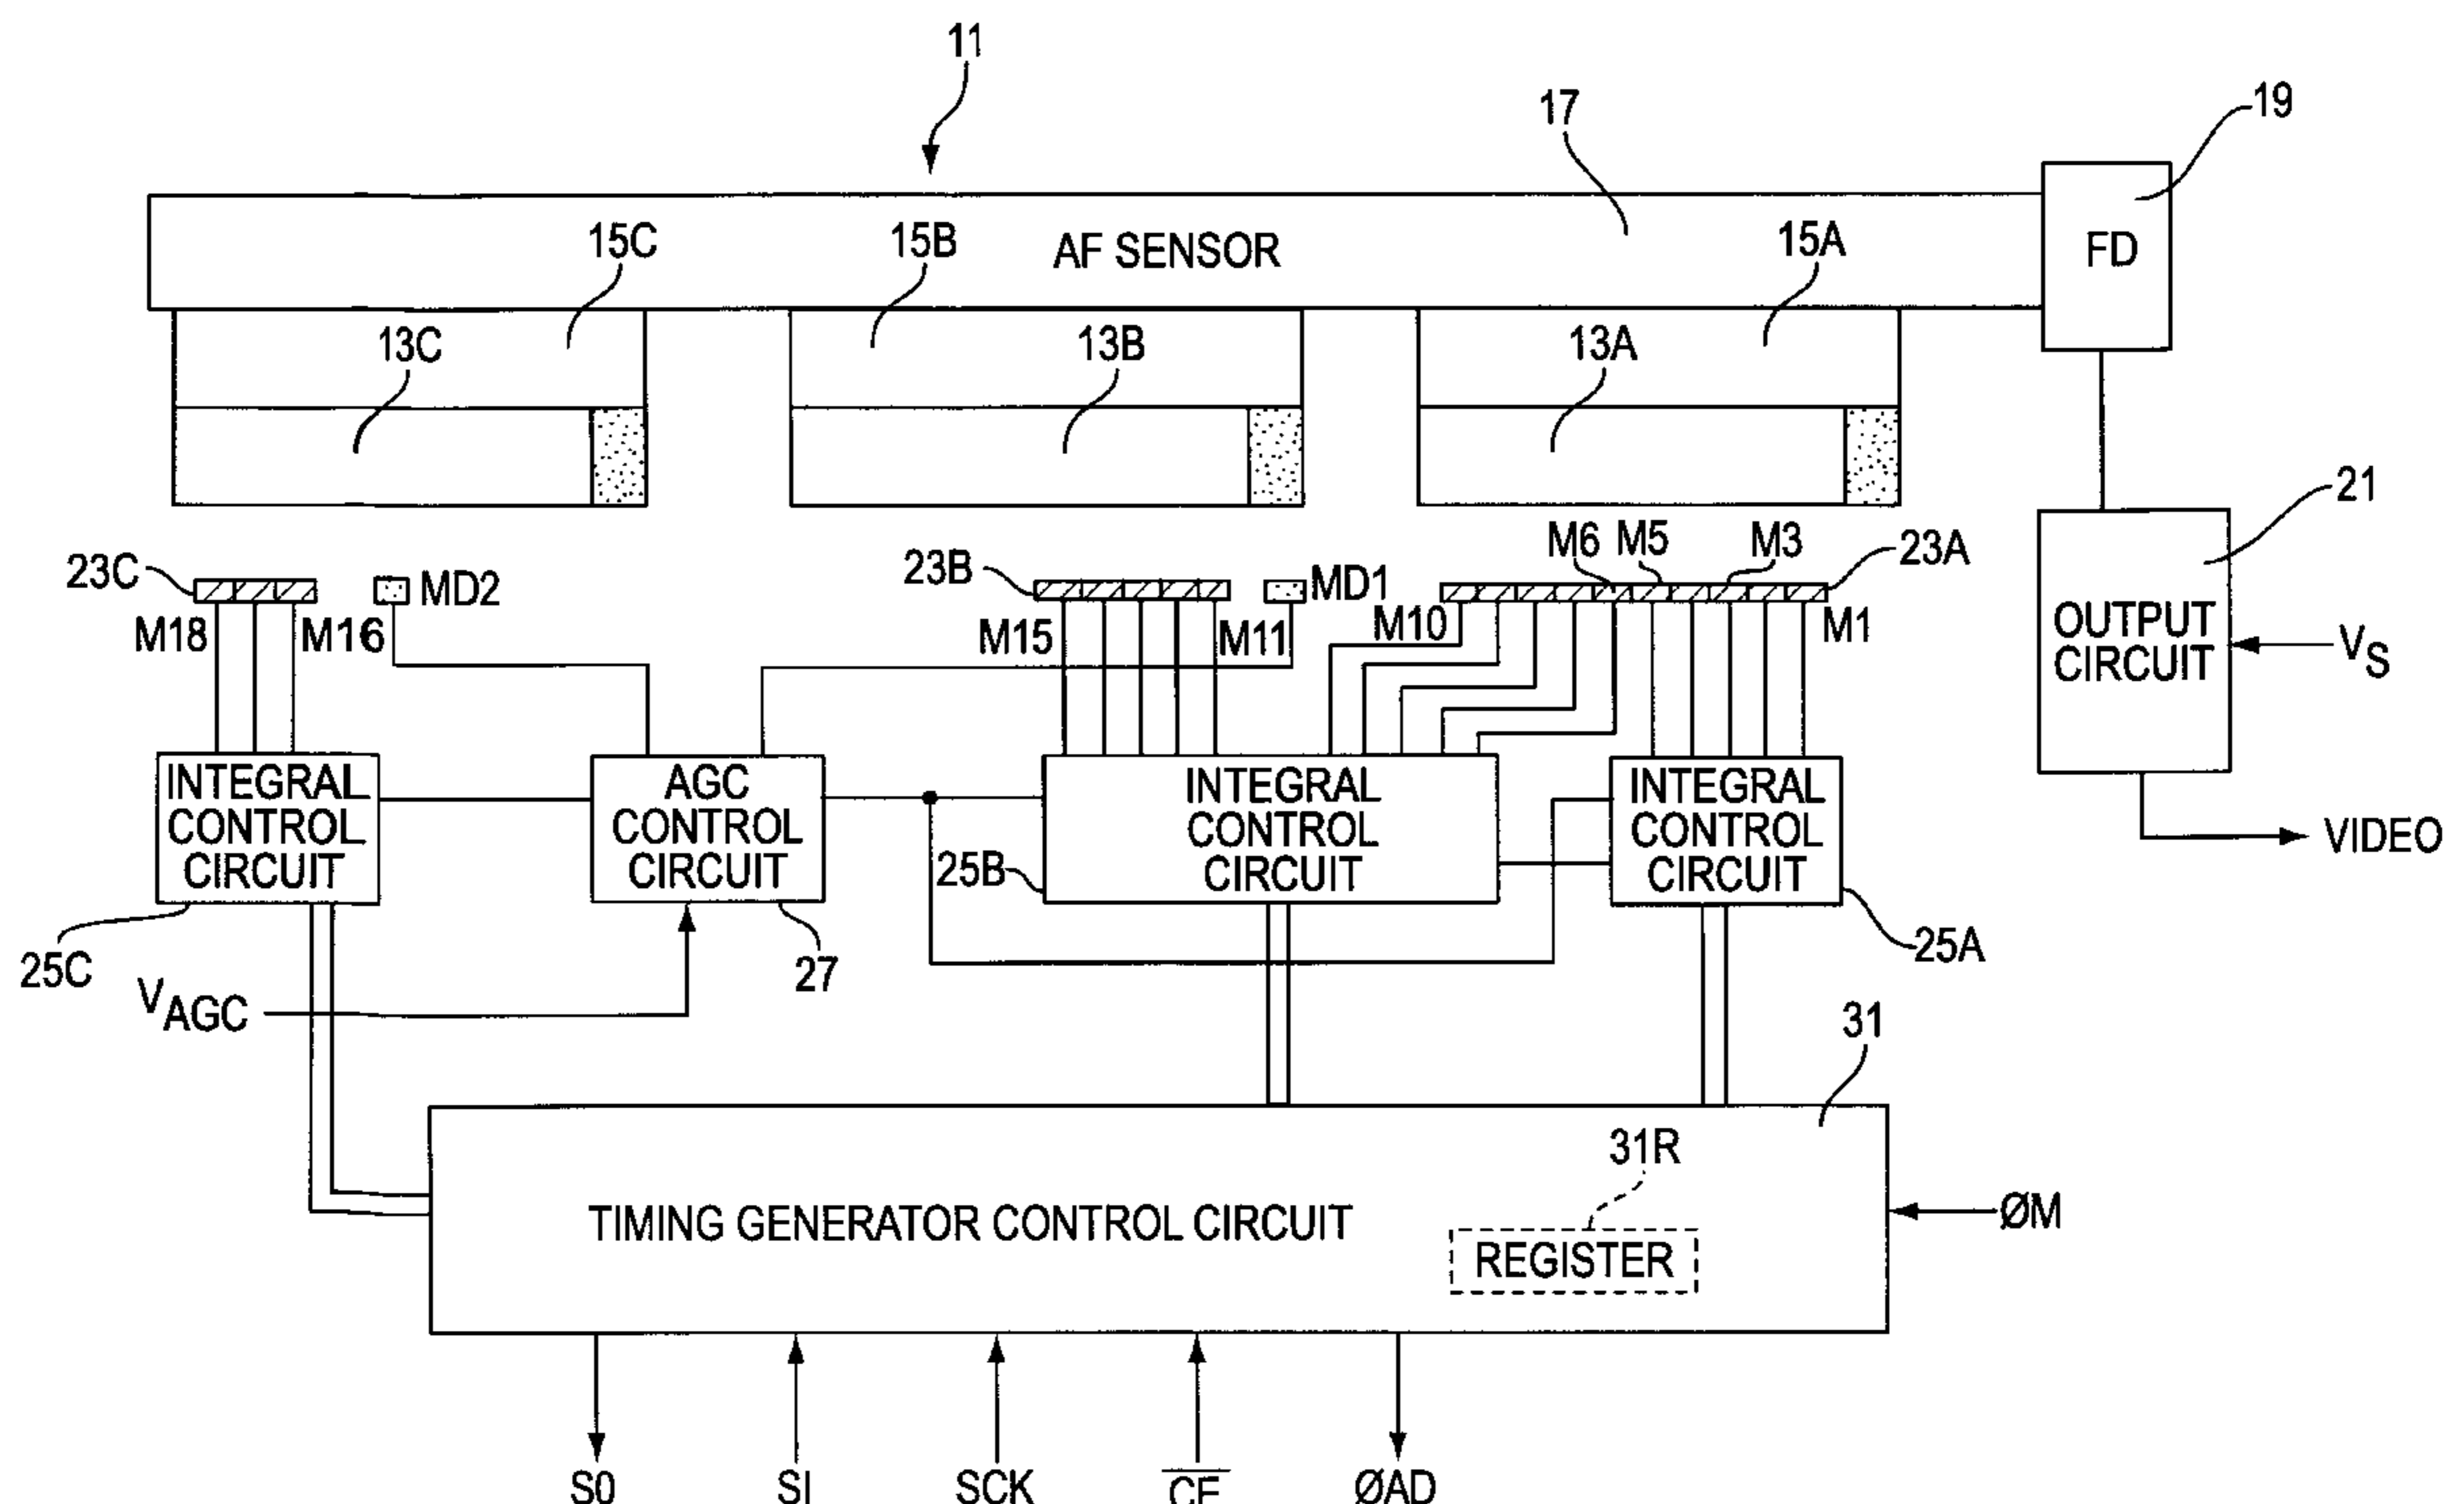 11
17
19
15C
15B
AF SENSOR
15A
FD
13C
13B
13A
21
23C
MD2
23B
MD1
M6
M5
M3
23A
M18
M16
M15
M11
M10
M1
OUTPUT
CIRCUIT
VS
INTEGRAL
CONTROL
CIRCUIT
AGC
CONTROL
CIRCUIT
INTEGRAL
CONTROL
CIRCUIT
INTEGRAL
CONTROL
CIRCUIT
VIDEO
25B
25C
27
25A
VAGC
31
31R
TIMING GENERATOR CONTROL CIRCUIT
REGISTER
ØM
S0
SI
SCK
ØAD